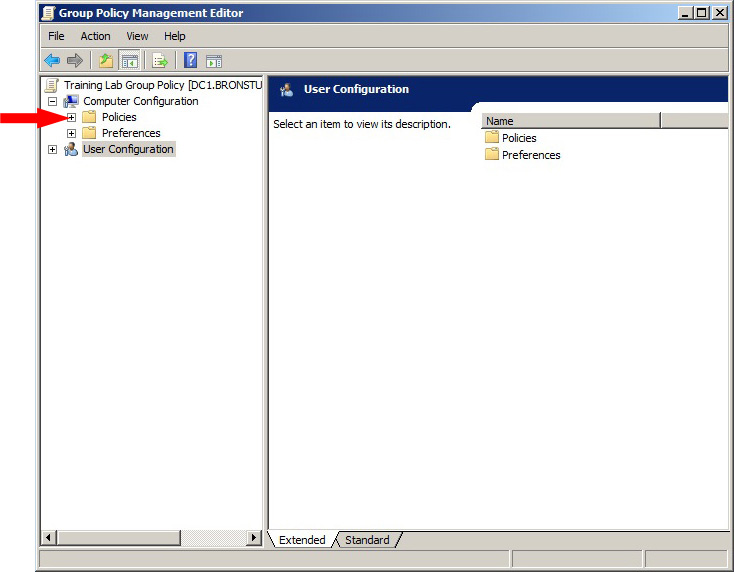 Group Policy Management Editor
File Action View Help
Training Lab Group Policy [DC1.BRONSTU
Computer Configuration
Policies
Preferences
User Configuration
User Configuration
Select an item to view its description.
Name
Policies
Preferences
Extended Standard